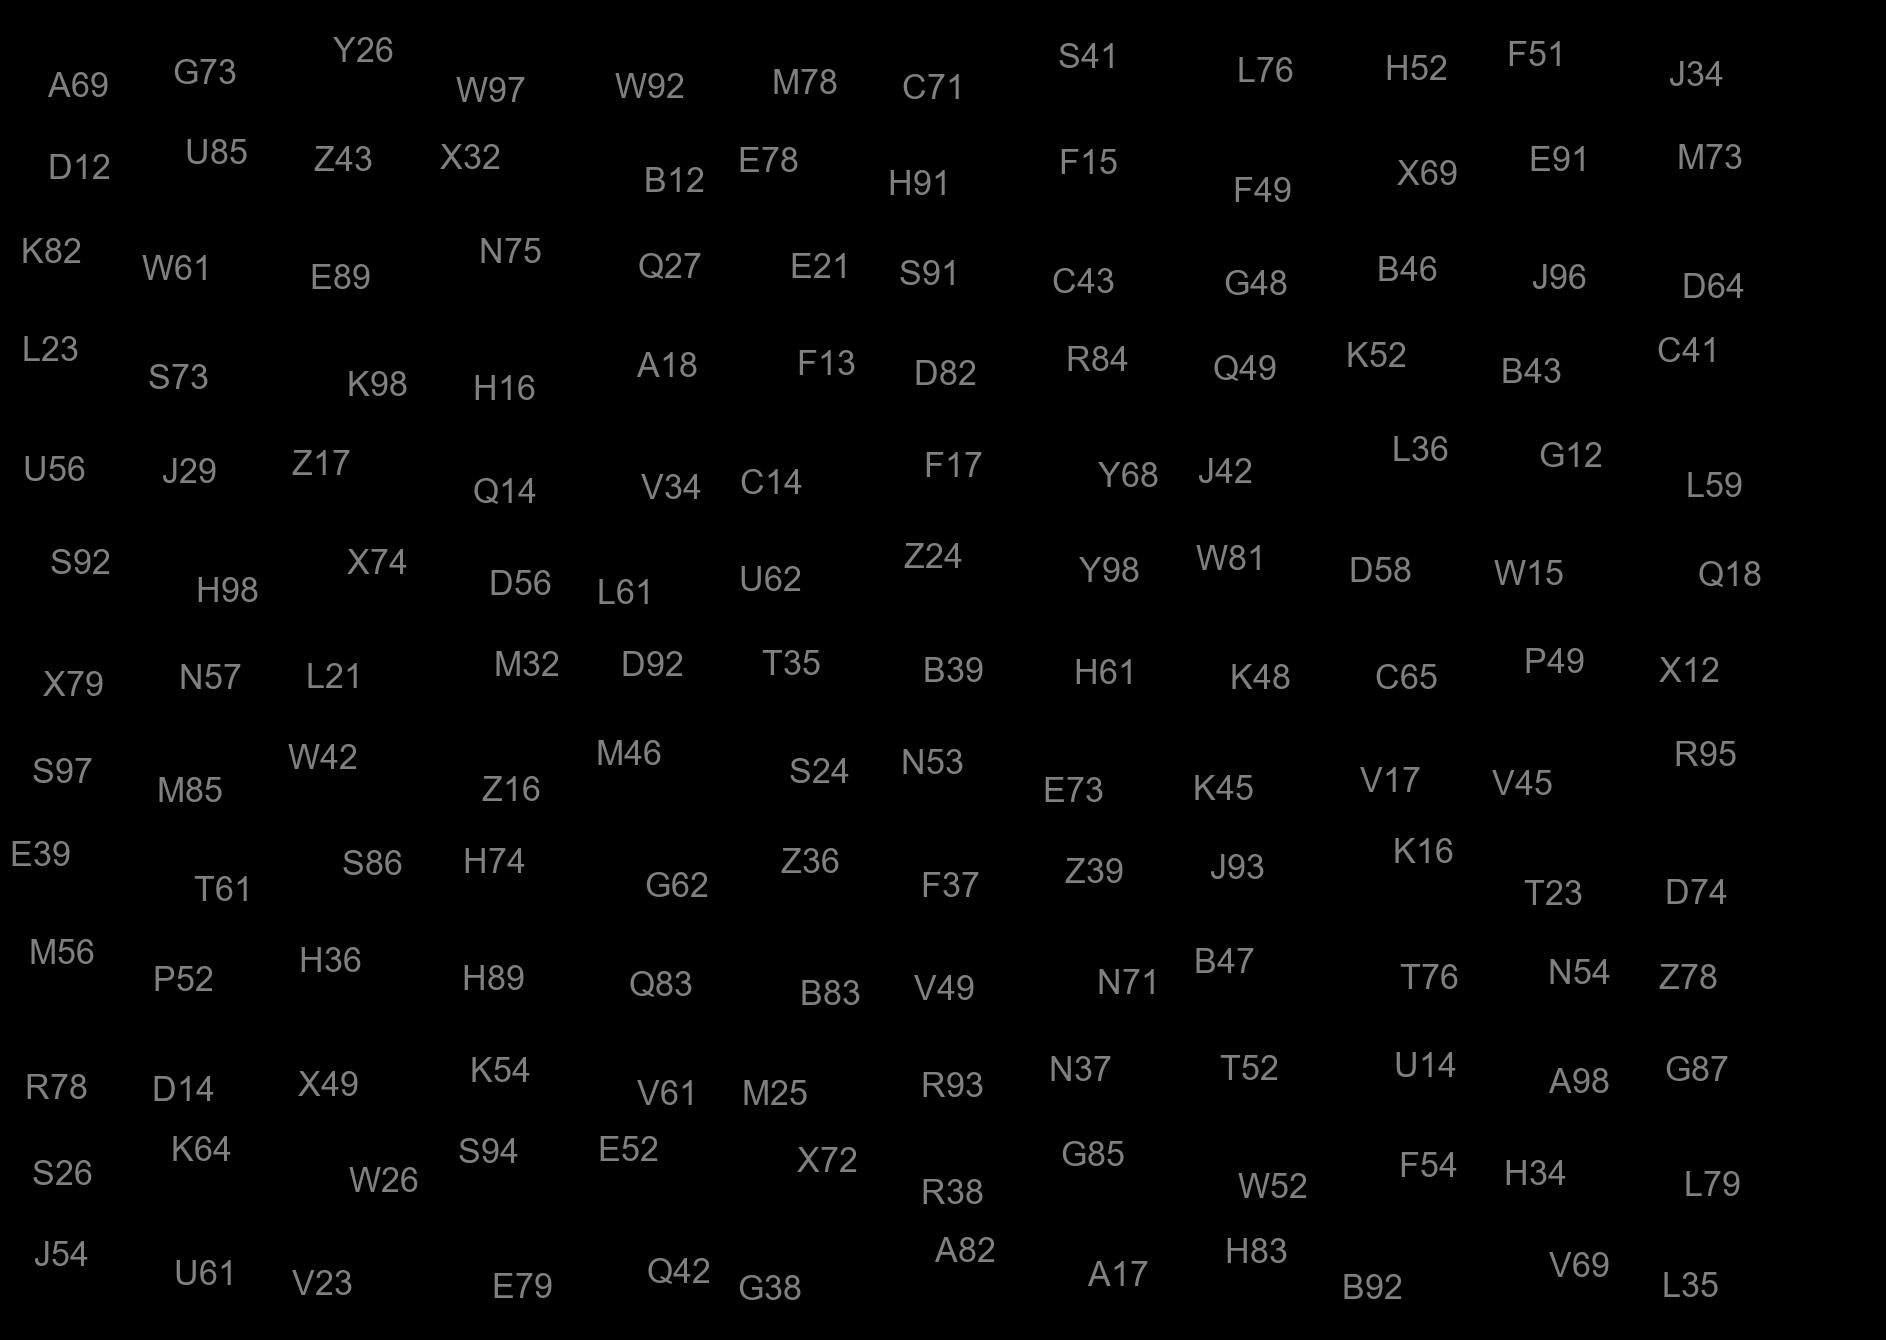 A69 G73 Y26 W97 W92 M78 C71 S41 L76 H52 F51 J34
D12 U85 Z43 X32 B12 E78 H91 F15 F49 X69 E91 M73
K82 W61 E89 N75 Q27 E21 S91 C43 G48 B46 J96 D64
L23 S73 K98 H16 A18 F13 D82 R84 Q49 K52 B43 C41
U56 J29 Z17 Q14 V34 C14 F17 Y68 J42 L36 G12 L59
S92 H98 X74 D56 L61 U62 Z24 Y98 W81 D58 W15 Q18
X79 N57 L21 M32 D92 T35 B39 H61 K48 C65 P49 X12
S97 M85 W42 Z16 M46 S24 N53 E73 K45 V17 V45 R95
E39 T61 S86 H74 G62 Z36 F37 Z39 J93 K16 T23 D74
M56 P52 H36 H89 Q83 B83 V49 N71 B47 T76 N54 Z78
R78 D14 X49 K54 V61 M25 R93 N37 T52 U14 A98 G87
S26 K64 W26 S94 E52 X72 R38 G85 W52 F54 H34 L79
J54 U61 V23 E79 Q42 G38 A82 A17 H83 B92 V69 L35